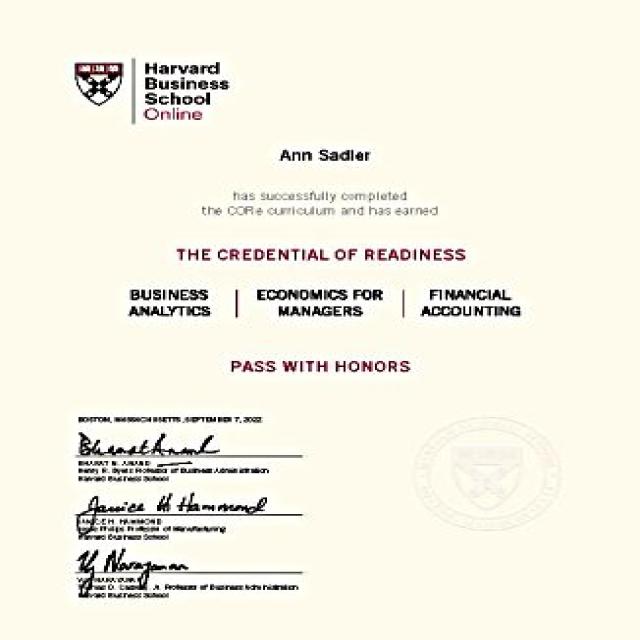 Harvard
Business
School
Online
Ann Sadler
has successfully completed
the CORe curriculum and has earned
THE CREDENTIAL OF READINESS
BUSINESS ANALYTICS | ECONOMICS FOR MANAGERS | FINANCIAL ACCOUNTING
PASS WITH HONORS
BOSTON, MASSACHUSETTS, SEPTEMBER 7, 2022
Bharat Anand
BHARAT N. ANAND
Henry R. Byers Professor of Business Administration
Harvard Business School
Janice H Hammond
JANICE H. HAMMOND
Philips Professor of Manufacturing
Harvard Business School
VG Narayanan
Professor of Business Administration
Harvard Business School